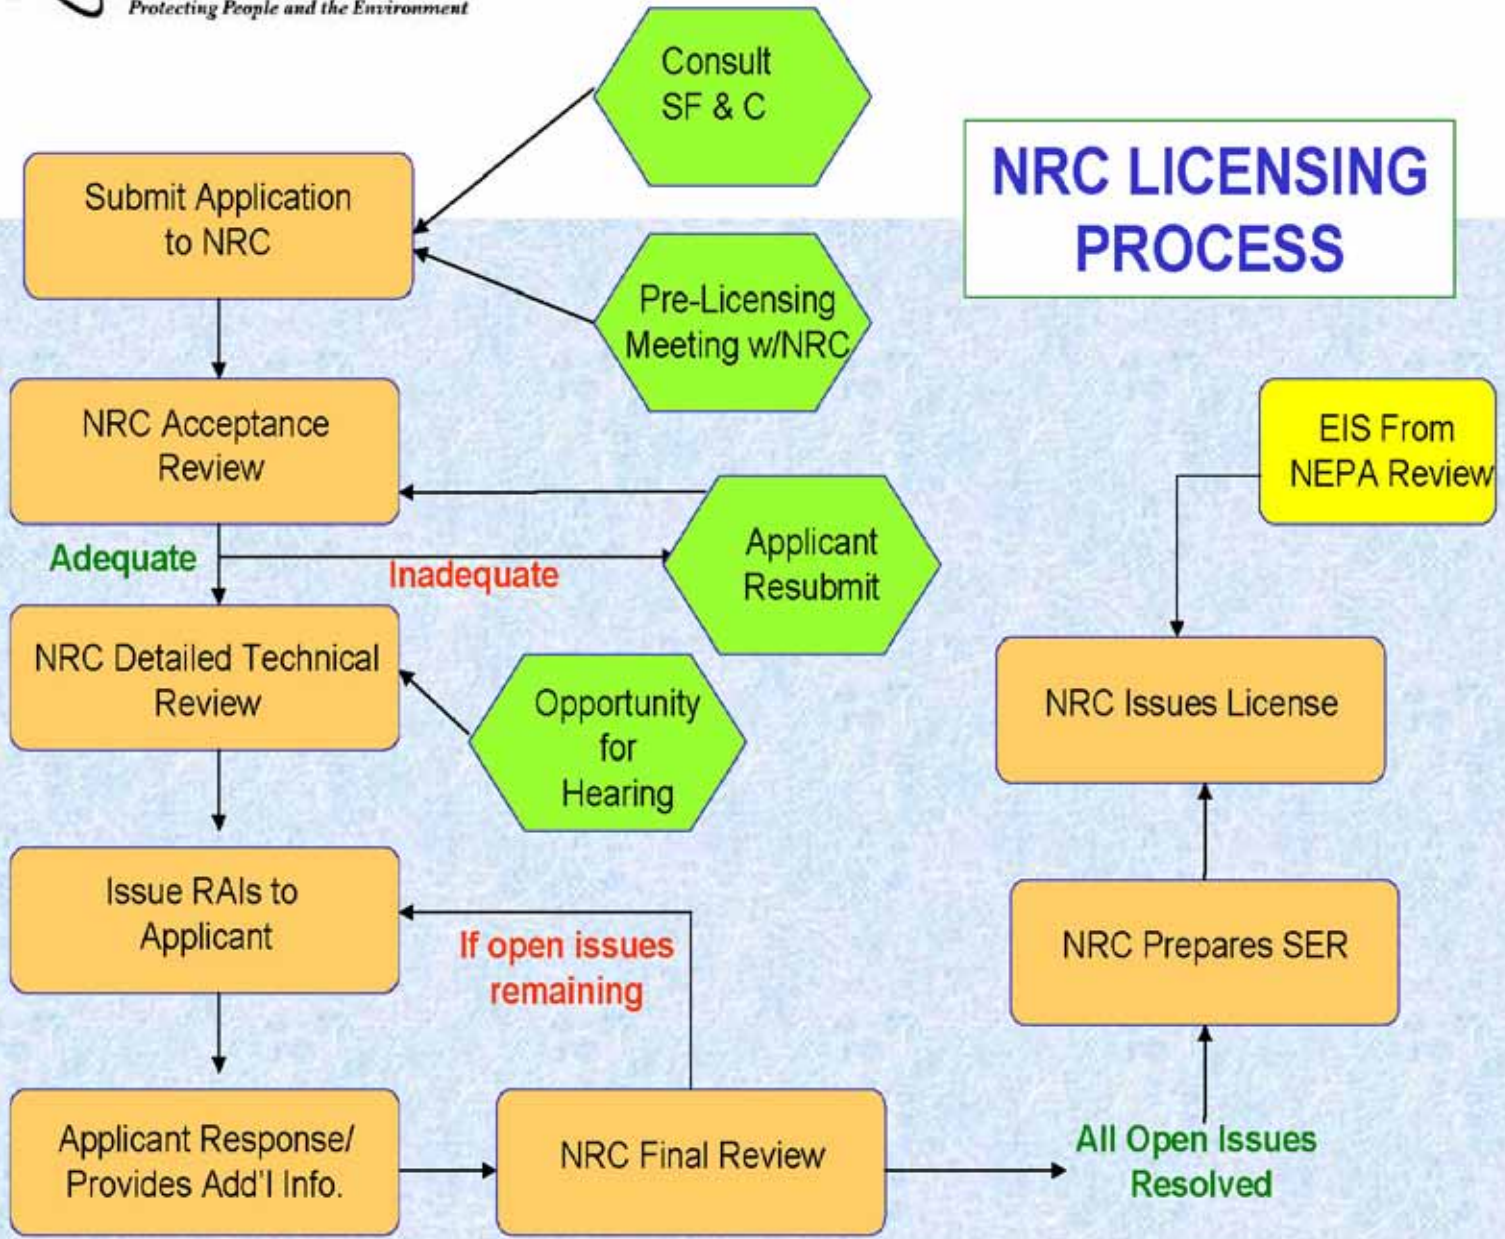 Protecting People and the Environment
Consult
SF & C
NRC LICENSING
PROCESS
Submit Application
to NRC
Pre-Licensing
Meeting w/NRC
NRC Acceptance
Review
EIS From
NEPA Review
Adequate
Inadequate
Applicant
Resubmit
NRC Detailed Technical
Review
Opportunity
for
Hearing
NRC Issues License
Issue RAIs to
Applicant
If open issues
remaining
NRC Prepares SER
Applicant Response/
Provides Add'l Info.
NRC Final Review
All Open Issues
Resolved